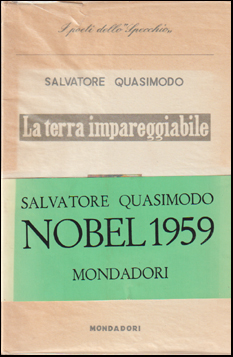 I poeti dello "Specchio"
SALVATORE QUASIMODO
La terra impareggiabile
SALVATORE QUASIMODO
NOBEL 1959
MONDADORI
MONDADORI